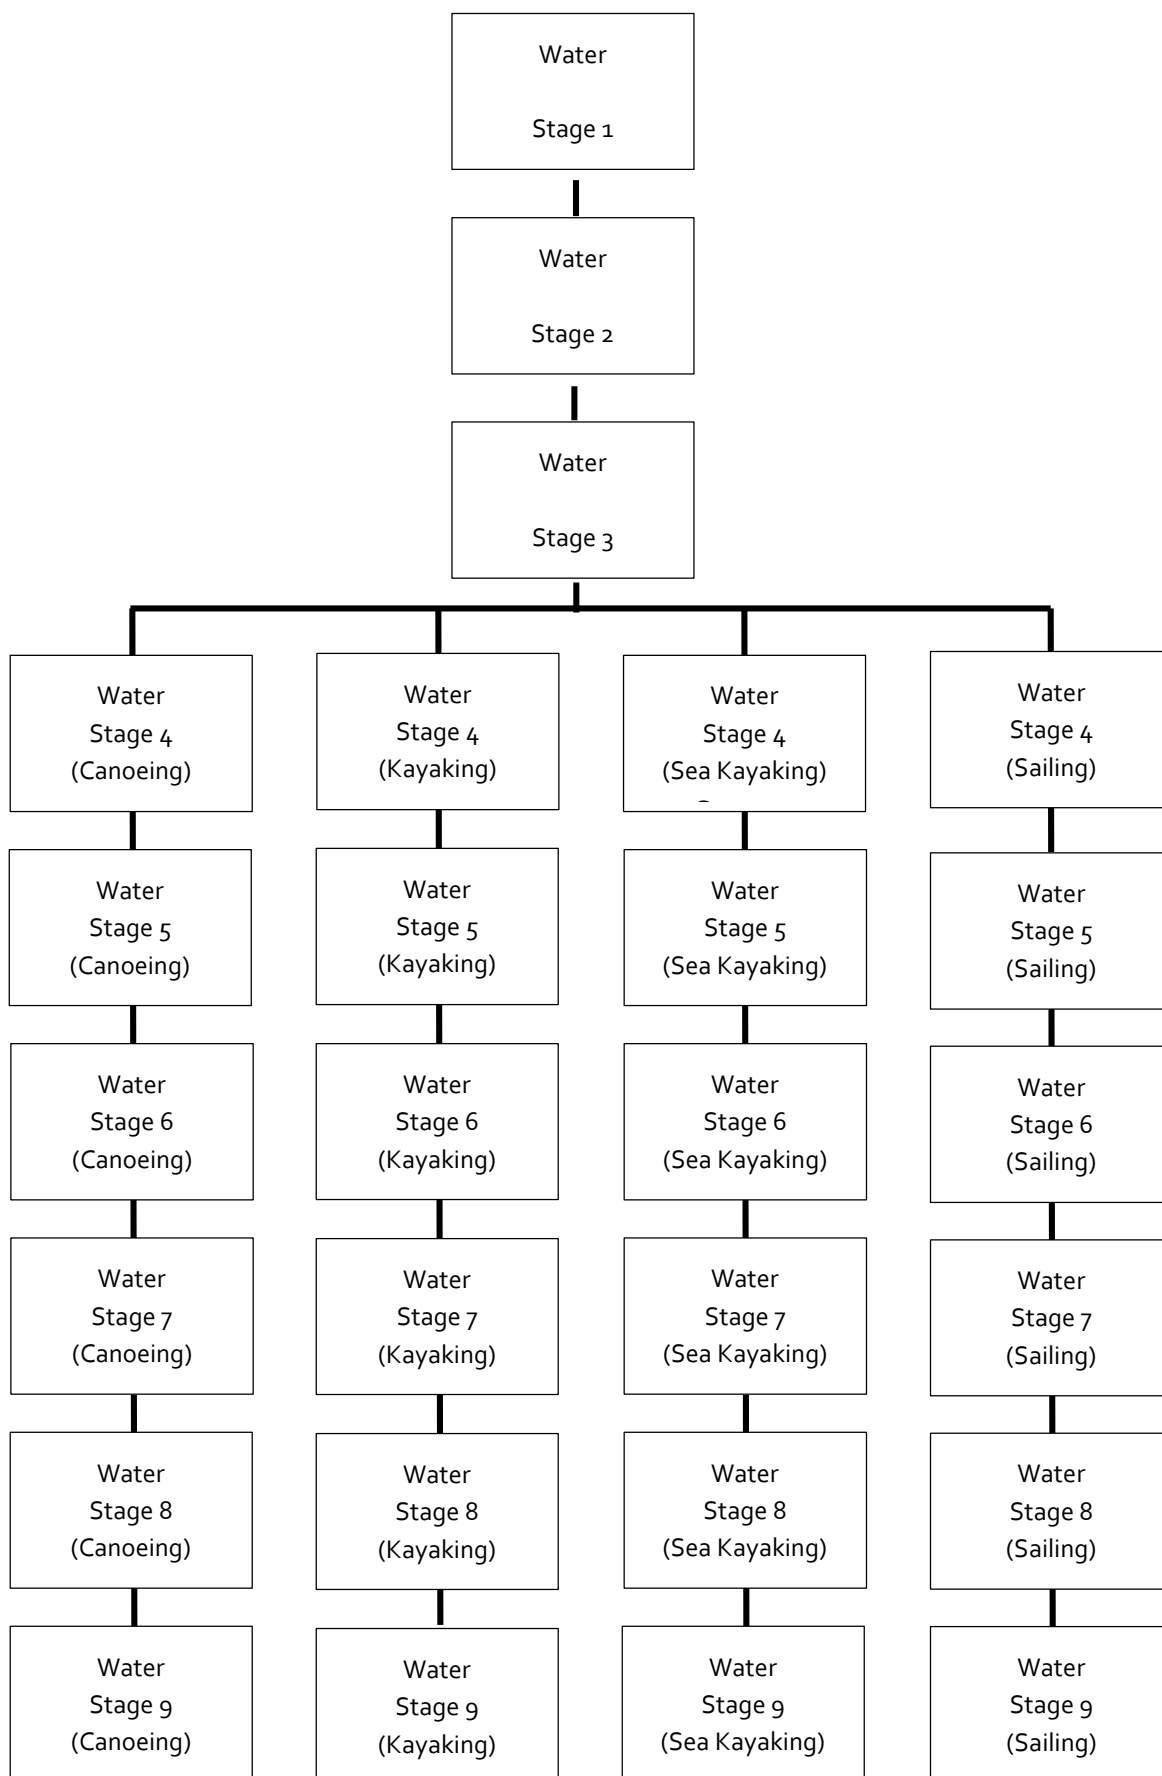 Water
Stage 1
Water
Stage 2
Water
Stage 3
Water
Stage 4
(Canoeing)
Water
Stage 4
(Kayaking)
Water
Stage 4
(Sea Kayaking)
Water
Stage 4
(Sailing)
Water
Stage 5
(Canoeing)
Water
Stage 5
(Kayaking)
Water
Stage 5
(Sea Kayaking)
Water
Stage 5
(Sailing)
Water
Stage 6
(Canoeing)
Water
Stage 6
(Kayaking)
Water
Stage 6
(Sea Kayaking)
Water
Stage 6
(Sailing)
Water
Stage 7
(Canoeing)
Water
Stage 7
(Kayaking)
Water
Stage 7
(Sea Kayaking)
Water
Stage 7
(Sailing)
Water
Stage 8
(Canoeing)
Water
Stage 8
(Kayaking)
Water
Stage 8
(Sea Kayaking)
Water
Stage 8
(Sailing)
Water
Stage 9
(Canoeing)
Water
Stage 9
(Kayaking)
Water
Stage 9
(Sea Kayaking)
Water
Stage 9
(Sailing)